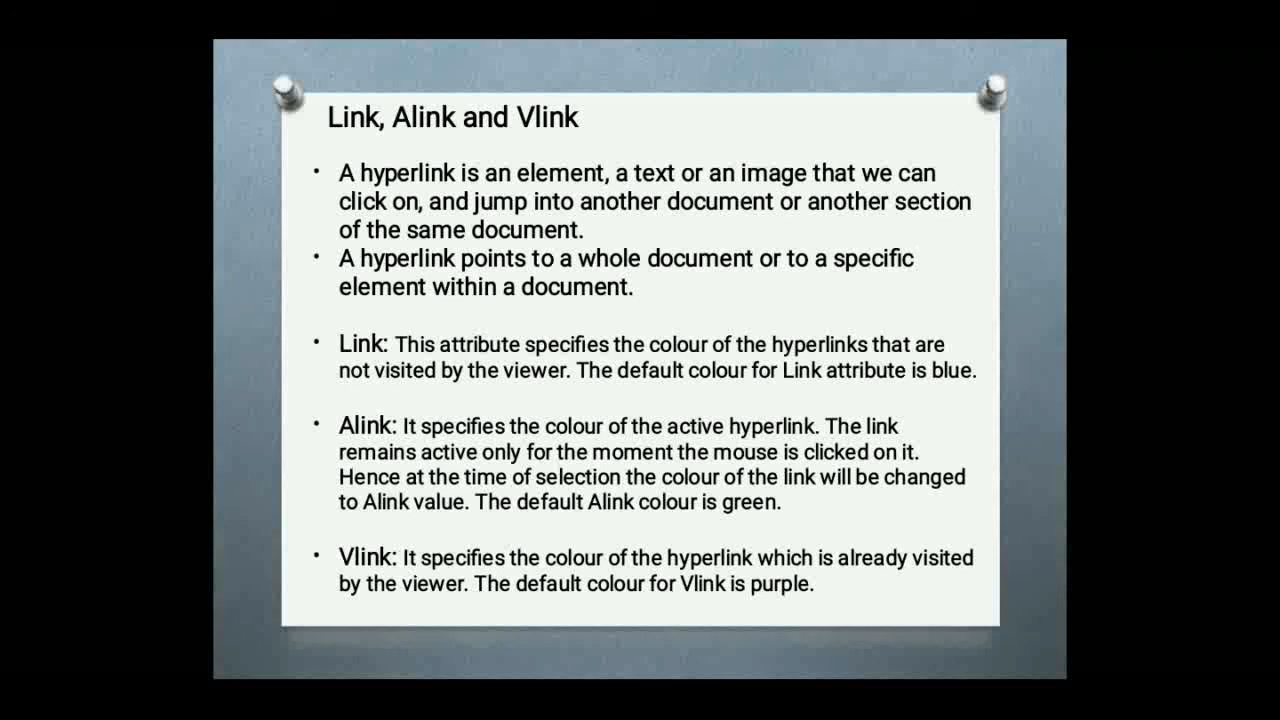 Link, Alink and Vlink
• A hyperlink is an element, a text or an image that we can
click on, and jump into another document or another section
of the same document.
• A hyperlink points to a whole document or to a specific
element within a document.
• Link: This attribute specifies the colour of the hyperlinks that are
not visited by the viewer. The default colour for Link attribute is blue.
• Alink: It specifies the colour of the active hyperlink. The link
remains active only for the moment the mouse is clicked on it.
Hence at the time of selection the colour of the link will be changed
to Alink value. The default Alink colour is green.
• Vlink: It specifies the colour of the hyperlink which is already visited
by the viewer. The default colour for Vlink is purple.